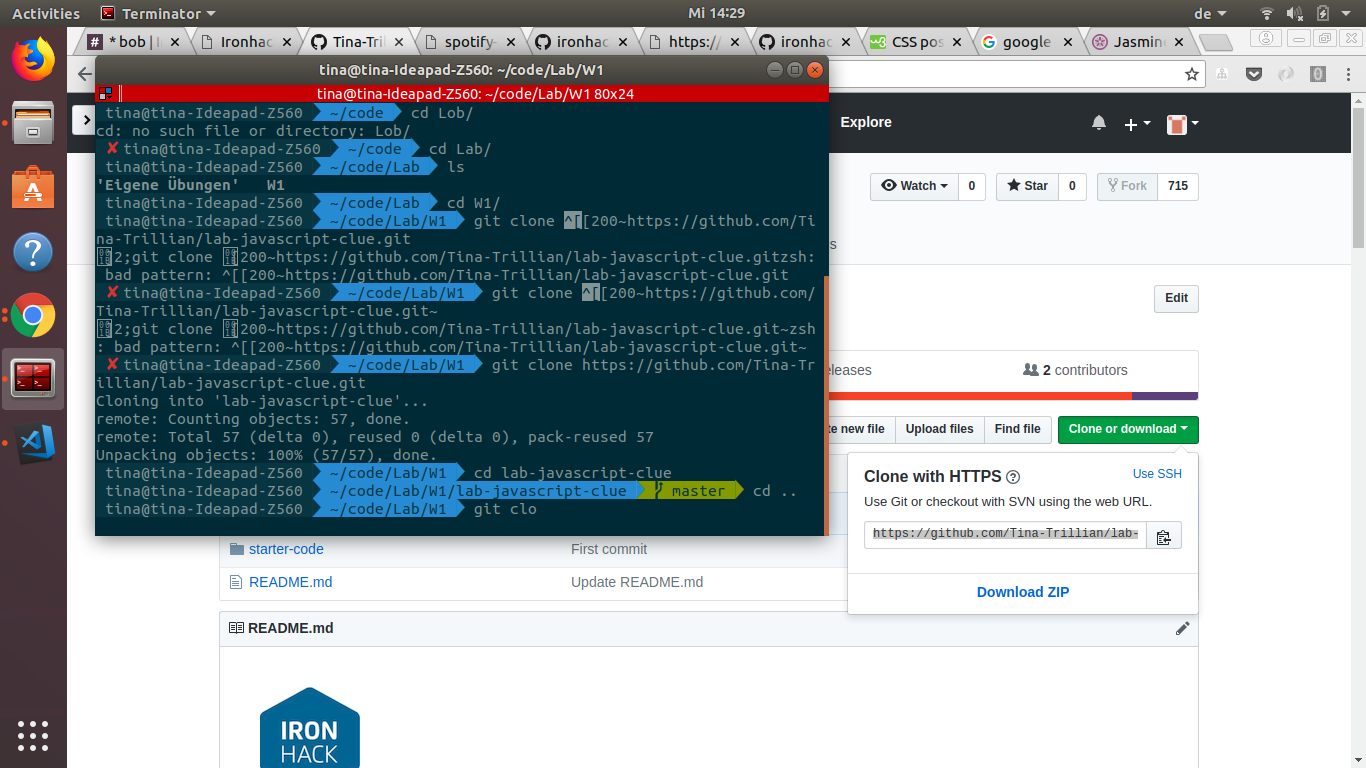 Activities
Terminator
Mi 14:29
de
* bob | I
Ironhac
Tina-Tril
spotify-
ironhac
https://
ironhac
CSS pos
google
Jasmin
tina@tina-Ideapad-Z560: ~/code/Lab/W1
tina@tina-Ideapad-Z560: ~/code/Lab/W1 80x24
tina@tina-Ideapad-Z560 ~/code cd Lob/
cd: no such file or directory: Lob/
✘ tina@tina-Ideapad-Z560 ~/code cd Lab/
tina@tina-Ideapad-Z560 ~/code/Lab ls
'Eigene Übungen' W1
tina@tina-Ideapad-Z560 ~/code/Lab cd W1/
tina@tina-Ideapad-Z560 ~/code/Lab/W1 git clone ^[[200~https://github.com/Ti
na-Trillian/lab-javascript-clue.git
2;git clone 200~https://github.com/Tina-Trillian/lab-javascript-clue.gitzsh:
bad pattern: ^[[200~https://github.com/Tina-Trillian/lab-javascript-clue.git
✘ tina@tina-Ideapad-Z560 ~/code/Lab/W1 git clone ^[[200~https://github.com/
Tina-Trillian/lab-javascript-clue.git~
2;git clone 200~https://github.com/Tina-Trillian/lab-javascript-clue.git~zsh
: bad pattern: ^[[200~https://github.com/Tina-Trillian/lab-javascript-clue.git~
✘ tina@tina-Ideapad-Z560 ~/code/Lab/W1 git clone https://github.com/Tina-Tr
illian/lab-javascript-clue.git
Cloning into 'lab-javascript-clue'...
remote: Counting objects: 57, done.
remote: Total 57 (delta 0), reused 0 (delta 0), pack-reused 57
Unpacking objects: 100% (57/57), done.
tina@tina-Ideapad-Z560 ~/code/Lab/W1 cd lab-javascript-clue
tina@tina-Ideapad-Z560 ~/code/Lab/W1/lab-javascript-clue master cd ..
tina@tina-Ideapad-Z560 ~/code/Lab/W1 git clo
Explore
Watch 0 Star 0 Fork 715
s
Edit
eleases
2 contributors
te new file
Upload files
Find file
Clone or download
Clone with HTTPS
Use SSH
Use Git or checkout with SVN using the web URL.
https://github.com/Tina-Trillian/lab-
Download ZIP
starter-code First commit
README.md Update README.md
README.md
IRON
HACK